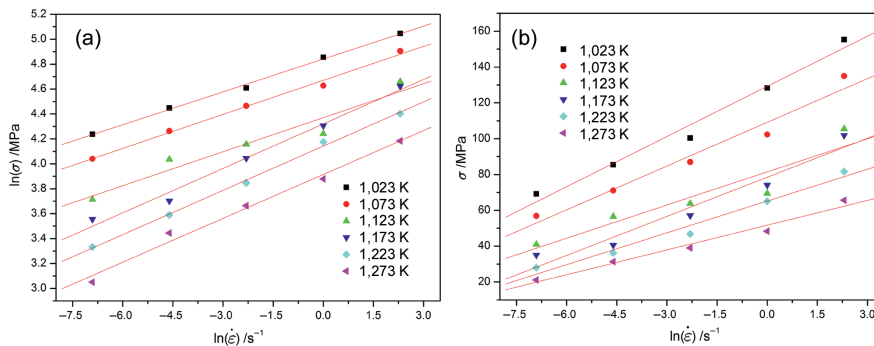 (a)
5.2
5.0
4.8
4.6
4.4
4.2
4.0
3.8
3.6
3.4
3.2
3.0
ln(σ) /MPa
−7.5 −6.0 −4.5 −3.0 −1.5 0.0 1.5 3.0
ln(ε̇) /s⁻¹
1,023 K
1,073 K
1,123 K
1,173 K
1,223 K
1,273 K
(b)
160
140
120
100
80
60
40
20
σ /MPa
−7.5 −6.0 −4.5 −3.0 −1.5 0.0 1.5 3.0
ln(ε̇) /s⁻¹
1,023 K
1,073 K
1,123 K
1,173 K
1,223 K
1,273 K